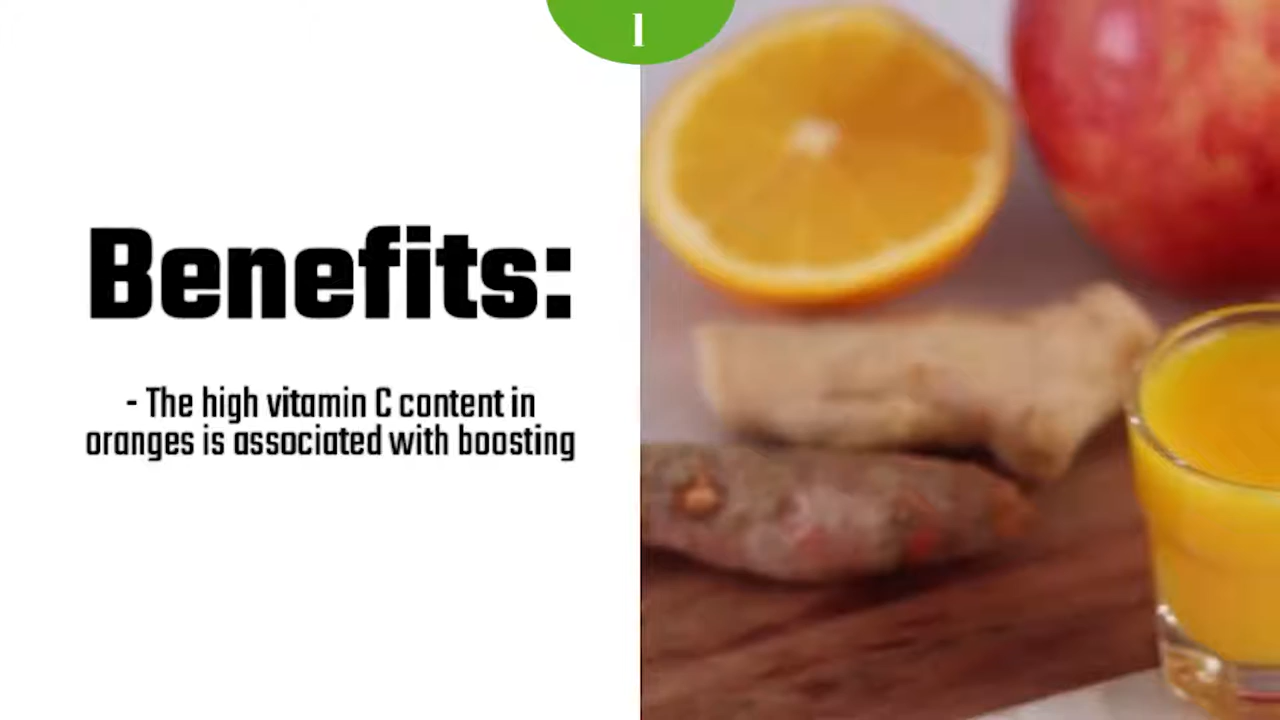 1
Benefits:
- The high vitamin C content in
oranges is associated with boosting